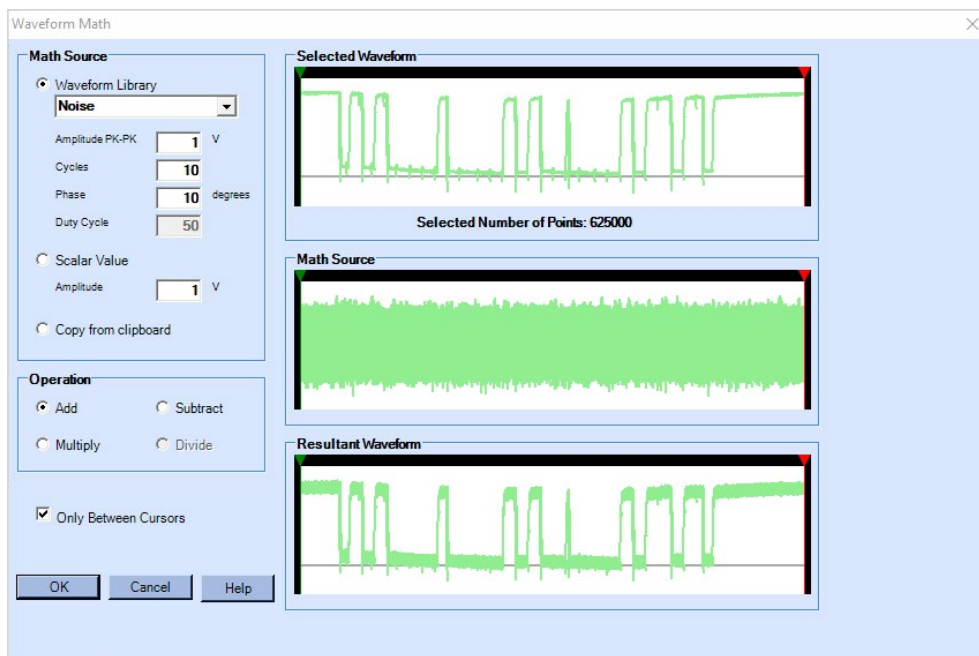 Waveform Math
Math Source
Waveform Library
Noise
Amplitude PK-PK 1 V
Cycles 10
Phase 10 degrees
Duty Cycle 50
Scalar Value
Amplitude 1 V
Copy from clipboard
Operation
Add Subtract
Multiply Divide
Only Between Cursors
OK Cancel Help
Selected Waveform
Selected Number of Points: 625000
Math Source
Resultant Waveform